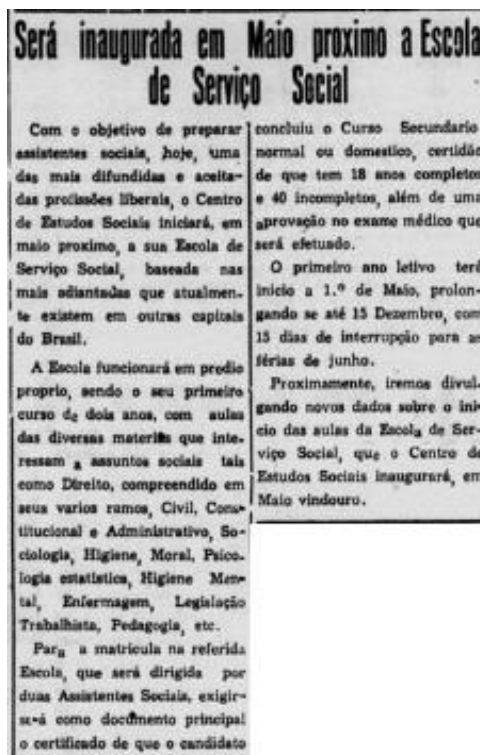 Será inaugurada em Maio proximo a Escola
de Serviço Social
Com o objetivo de preparar
assistentes sociais, hoje, uma
das mais difundidas e aceita-
das profissões liberais, o Centro
de Estudos Sociais iniciará, em
maio proximo, a sua Escola de
Serviço Social, baseada nas
mais adiantadas que atualmen-
te existem em outras capitais
do Brasil.
A Escola funcionará em predio
proprio, sendo o seu primeiro
curso de dois anos, com aulas
das diversas materias que inte-
ressam a assuntos sociais tais
como Direito, compreendido em
seus varios ramos, Civil, Cons-
titucional e Administrativo, So-
ciologia, Higiene, Moral, Psico-
logia estatistica, Higiene Men-
tal, Enfermagem, Legislação
Trabalhista, Pedagogia, etc.
Para a matricula na referida
Escola, que será dirigida por
duas Assistentes Sociais, exigir-
se-á como documento principal
o certificado de que o candidato
concluiu o Curso Secundario
normal ou domestico, certidão
de que tem 18 anos completos
e 40 incompletos, além de uma
aprovação no exame médico que
será efetuado.
O primeiro ano letivo terá
inicio a 1.º de Maio, prolon-
gando se até 15 Dezembro, com
15 dias de interrupção para as
férias de junho.
Proximamente, iremos divul-
gando novos dados sobre o ini-
cio das aulas da Escola de Ser-
viço Social, que o Centro de
Estudos Sociais inaugurará, em
Maio vindouro.